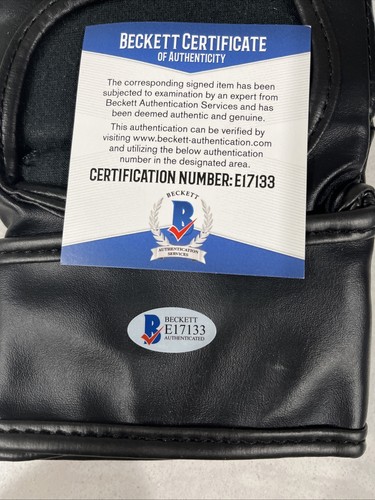 BECKETT CERTIFICATE
OF AUTHENTICITY
The corresponding signed item has been
subjected to examination by an expert from
Beckett Authentication Services and has
been deemed authentic and genuine.
This authentication can be verified by
visiting www.beckett-authentication.com
and utilizing the below authentication
number in the designated area.
CERTIFICATION NUMBER: E17133
BECKETT
B
AUTHENTICATION
SERVICES
B
BECKETT
E17133
AUTHENTICATED